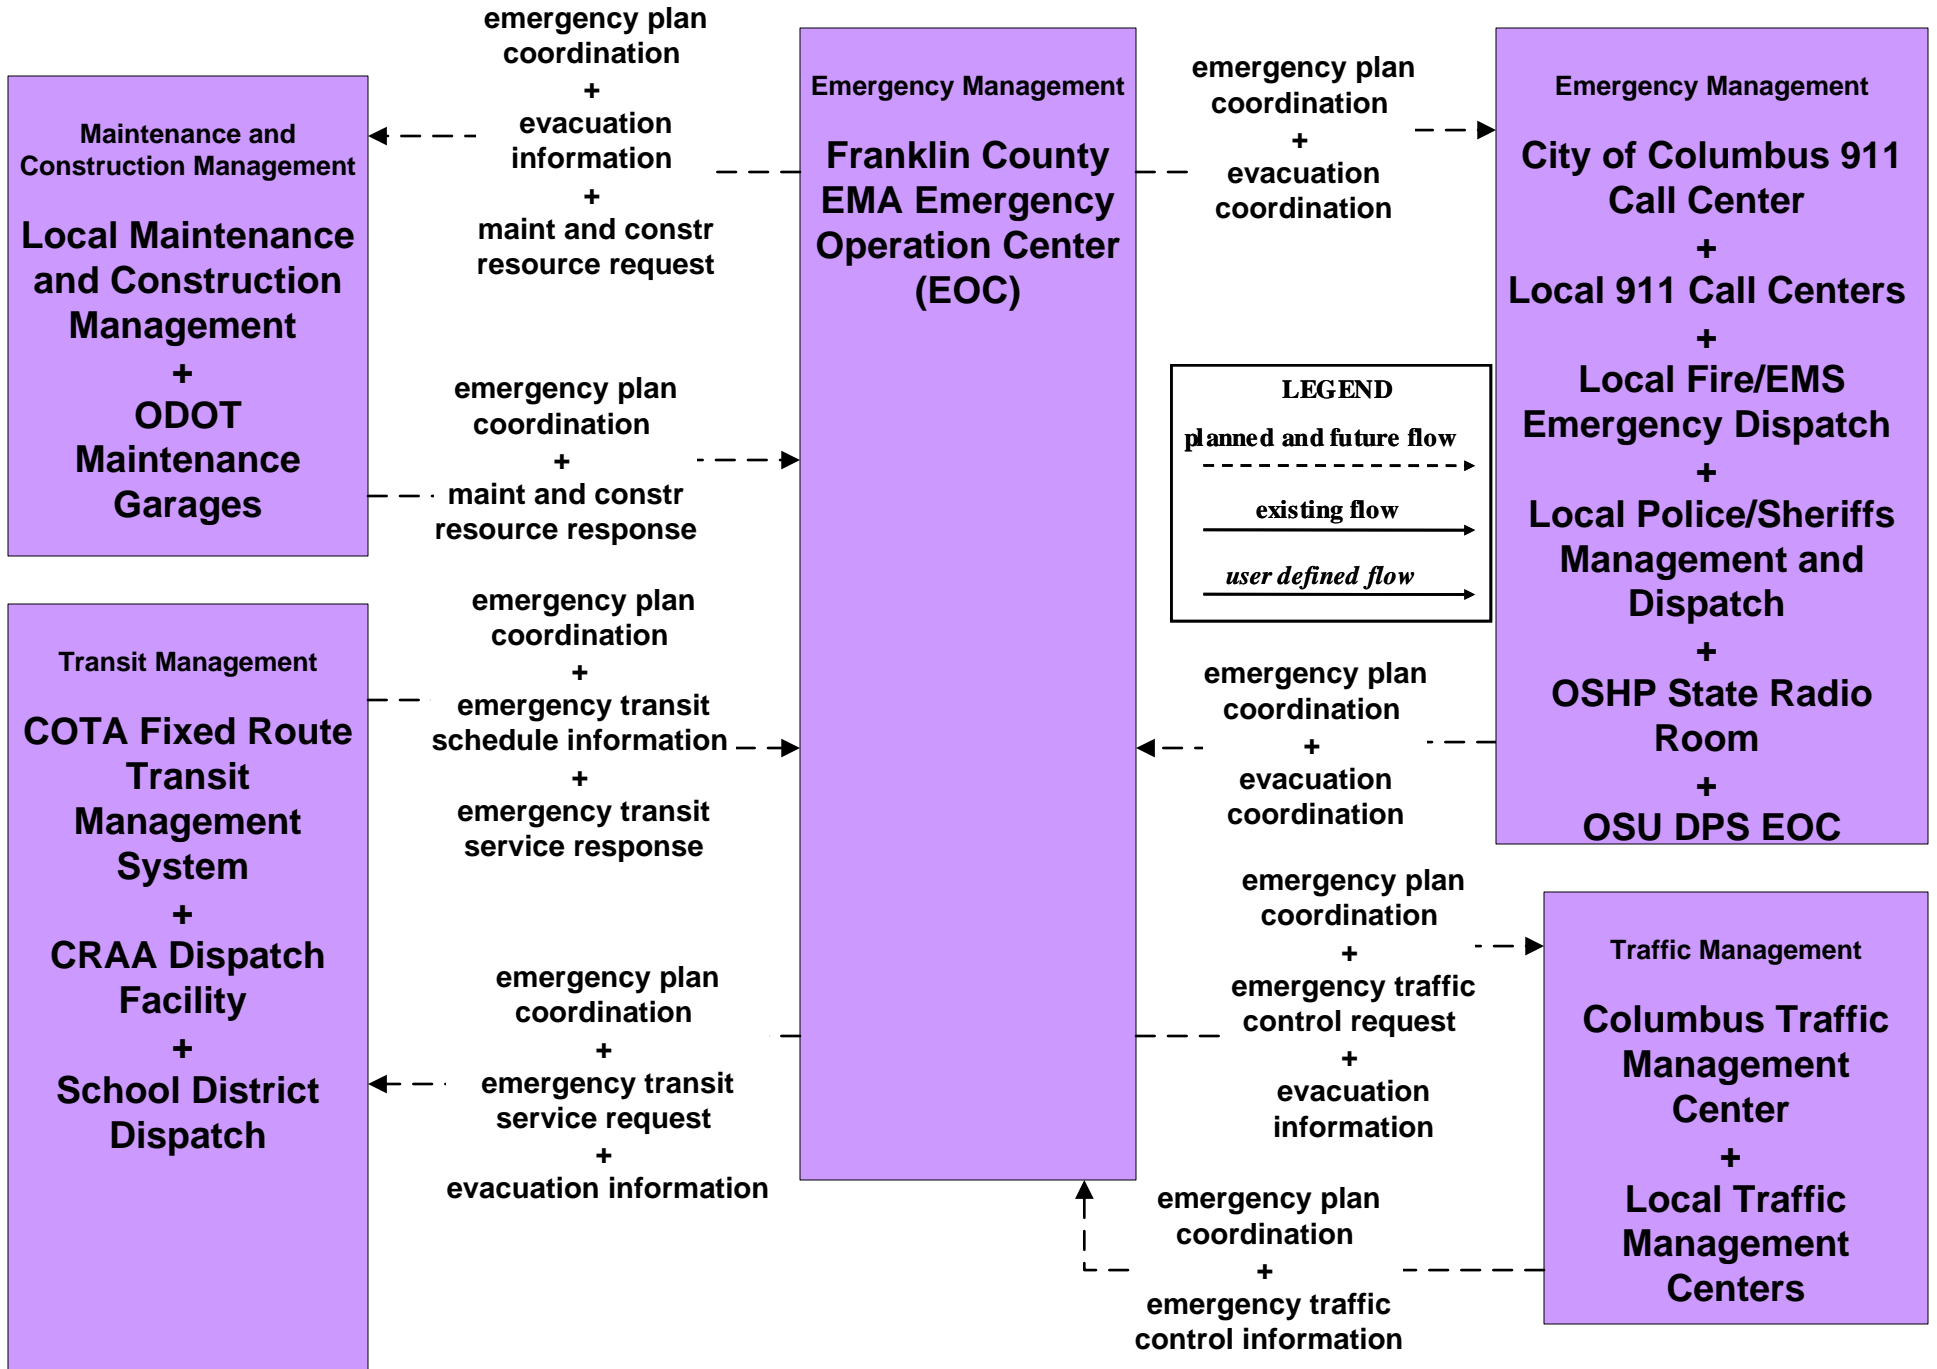 emergency plan
coordination
+
evacuation
information
+
maint and constr
resource request
Maintenance and
Construction Management
Local Maintenance
and Construction
Management
+
ODOT
Maintenance
Garages
emergency plan
coordination
+
maint and constr
resource response
Transit Management
COTA Fixed Route
Transit
Management
System
+
CRAA Dispatch
Facility
+
School District
Dispatch
emergency plan
coordination
+
emergency transit
schedule information
+
emergency transit
service response
emergency plan
coordination
+
emergency transit
service request
+
evacuation information
Emergency Management
Franklin County
EMA Emergency
Operation Center
(EOC)
emergency plan
coordination
+
evacuation
coordination
LEGEND
planned and future flow
existing flow
user defined flow
emergency plan
coordination
+
evacuation
coordination
Emergency Management
City of Columbus 911
Call Center
+
Local 911 Call Centers
+
Local Fire/EMS
Emergency Dispatch
+
Local Police/Sheriffs
Management and
Dispatch
+
OSHP State Radio
Room
+
OSU DPS EOC
emergency plan
coordination
+
emergency traffic
control request
+
evacuation
information
Traffic Management
Columbus Traffic
Management
Center
+
Local Traffic
Management
Centers
emergency plan
coordination
+
emergency traffic
control information